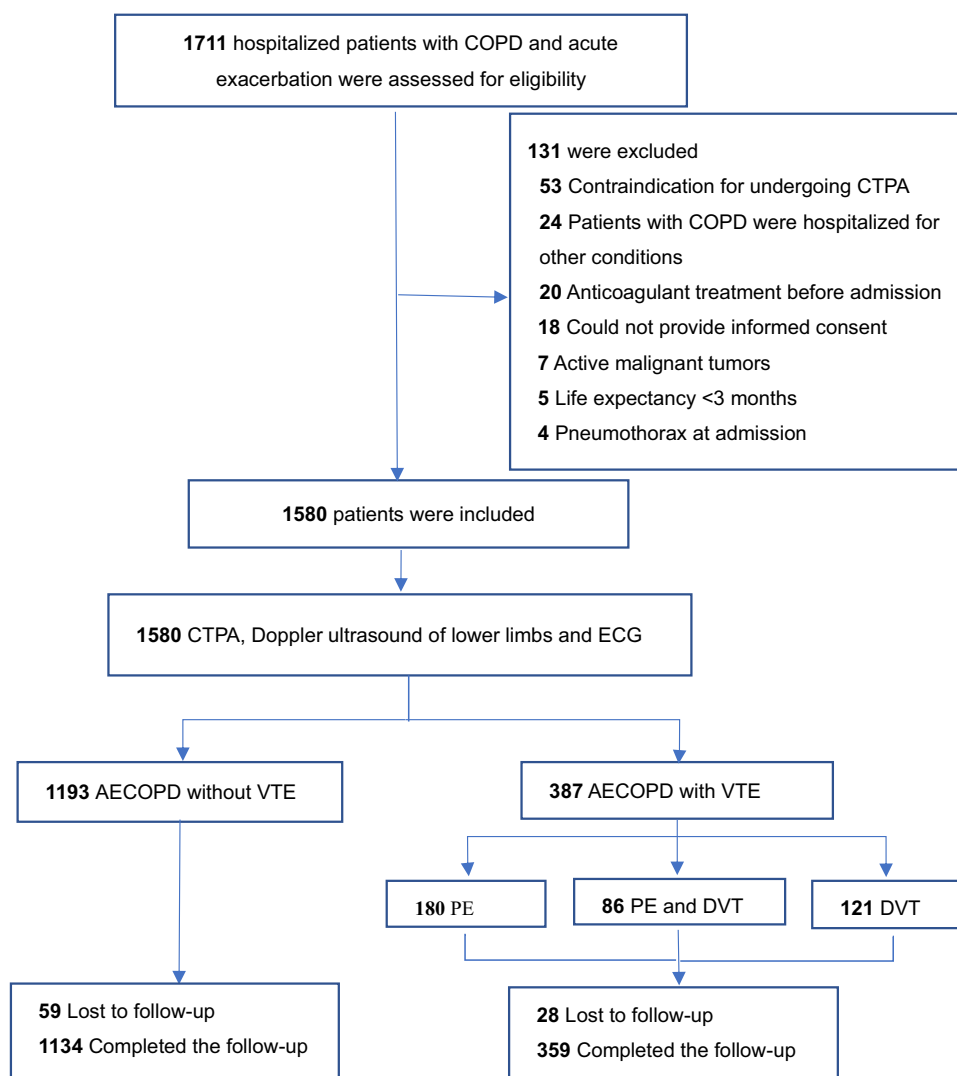 1711 hospitalized patients with COPD and acute
exacerbation were assessed for eligibility
131 were excluded
53 Contraindication for undergoing CTPA
24 Patients with COPD were hospitalized for
other conditions
20 Anticoagulant treatment before admission
18 Could not provide informed consent
7 Active malignant tumors
5 Life expectancy <3 months
4 Pneumothorax at admission
1580 patients were included
1580 CTPA, Doppler ultrasound of lower limbs and ECG
1193 AECOPD without VTE
387 AECOPD with VTE
180 PE
86 PE and DVT
121 DVT
59 Lost to follow-up
1134 Completed the follow-up
28 Lost to follow-up
359 Completed the follow-up